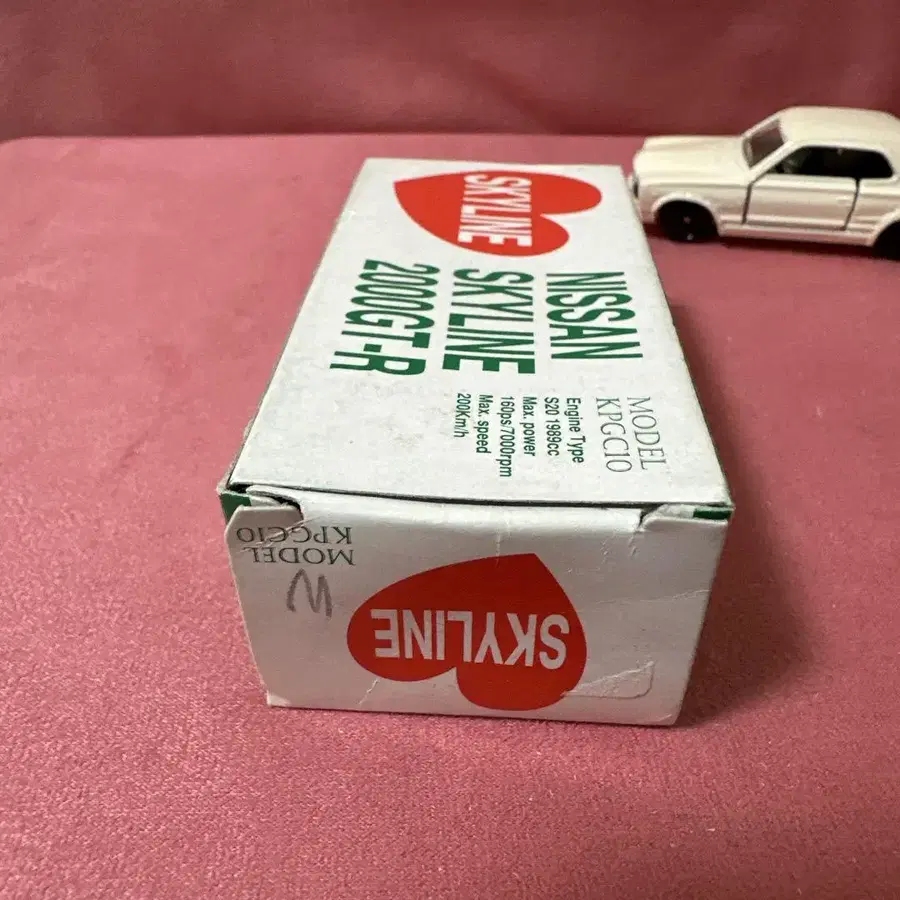 SKYLINE
NISSAN
SKYLINE
2000GT-R
MODEL
KPGC10
Engine Type
S20 1989cc
Max. power
160ps/7000rpm
Max. speed
200Km/h
MODEL
KPGC10
SKYLINE